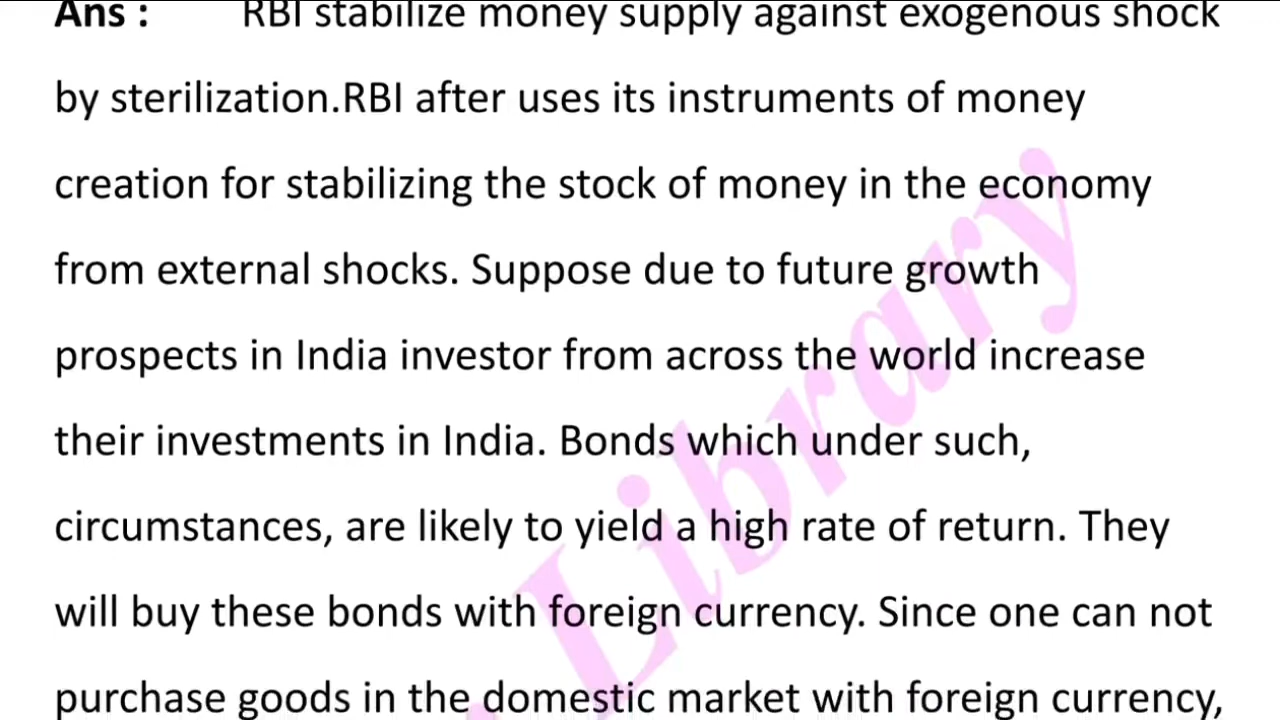 Ans : RBI stabilize money supply against exogenous shock
by sterilization.RBI after uses its instruments of money
creation for stabilizing the stock of money in the economy
from external shocks. Suppose due to future growth
prospects in India investor from across the world increase
their investments in India. Bonds which under such,
circumstances, are likely to yield a high rate of return. They
will buy these bonds with foreign currency. Since one can not
purchase goods in the domestic market with foreign currency,
Library